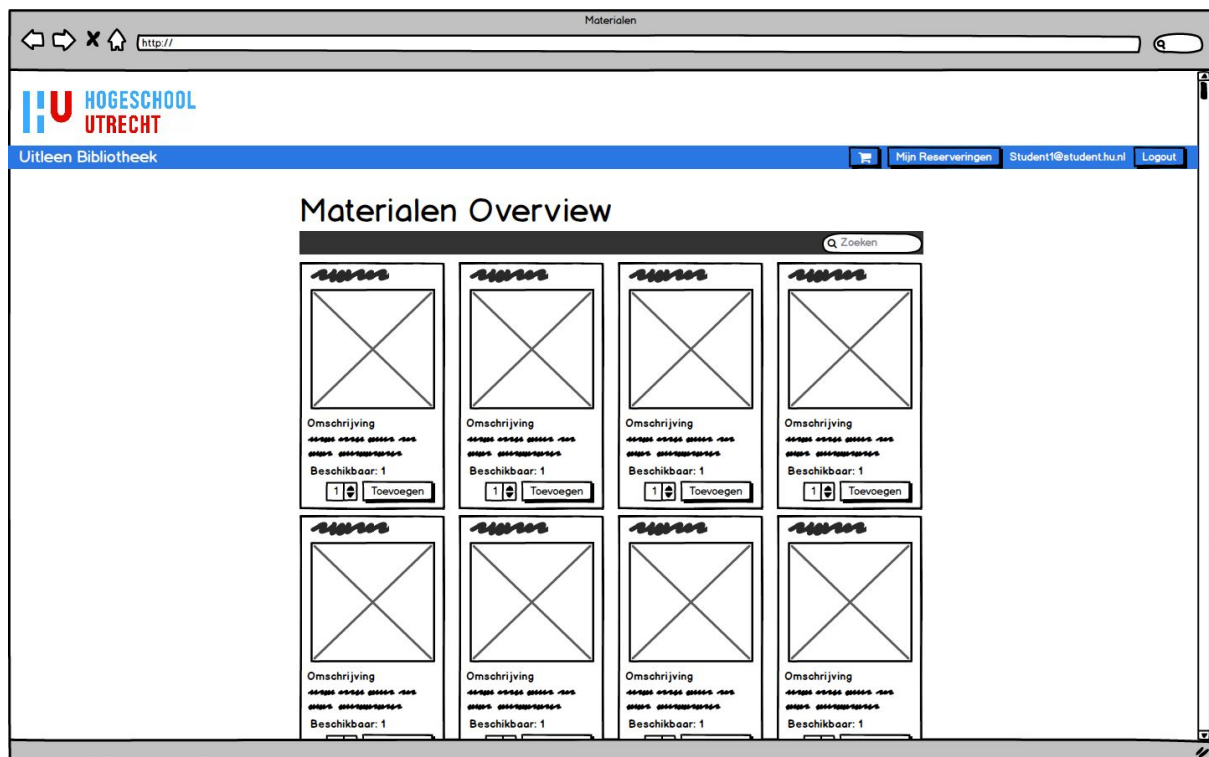 Materialen
http://
HOGESCHOOL
UTRECHT
Uitleen Bibliotheek
Mijn Reserveringen Student1@student.hu.nl Logout
Materialen Overview
Zoeken
Omschrijving Omschrijving Omschrijving Omschrijving
Beschikbaar: 1 Beschikbaar: 1 Beschikbaar: 1 Beschikbaar: 1
1 Toevoegen 1 Toevoegen 1 Toevoegen 1 Toevoegen
Omschrijving Omschrijving Omschrijving Omschrijving
Beschikbaar: 1 Beschikbaar: 1 Beschikbaar: 1 Beschikbaar: 1